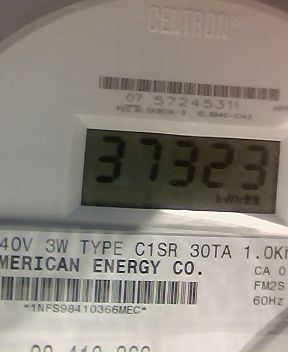 CENTRON®
07 57245311
37323
kWh
40V 3W TYPE C1SR 30TA 1.0K
MERICAN ENERGY CO.
CA 0
FM2S
60Hz
*1NFS98410366MEC*